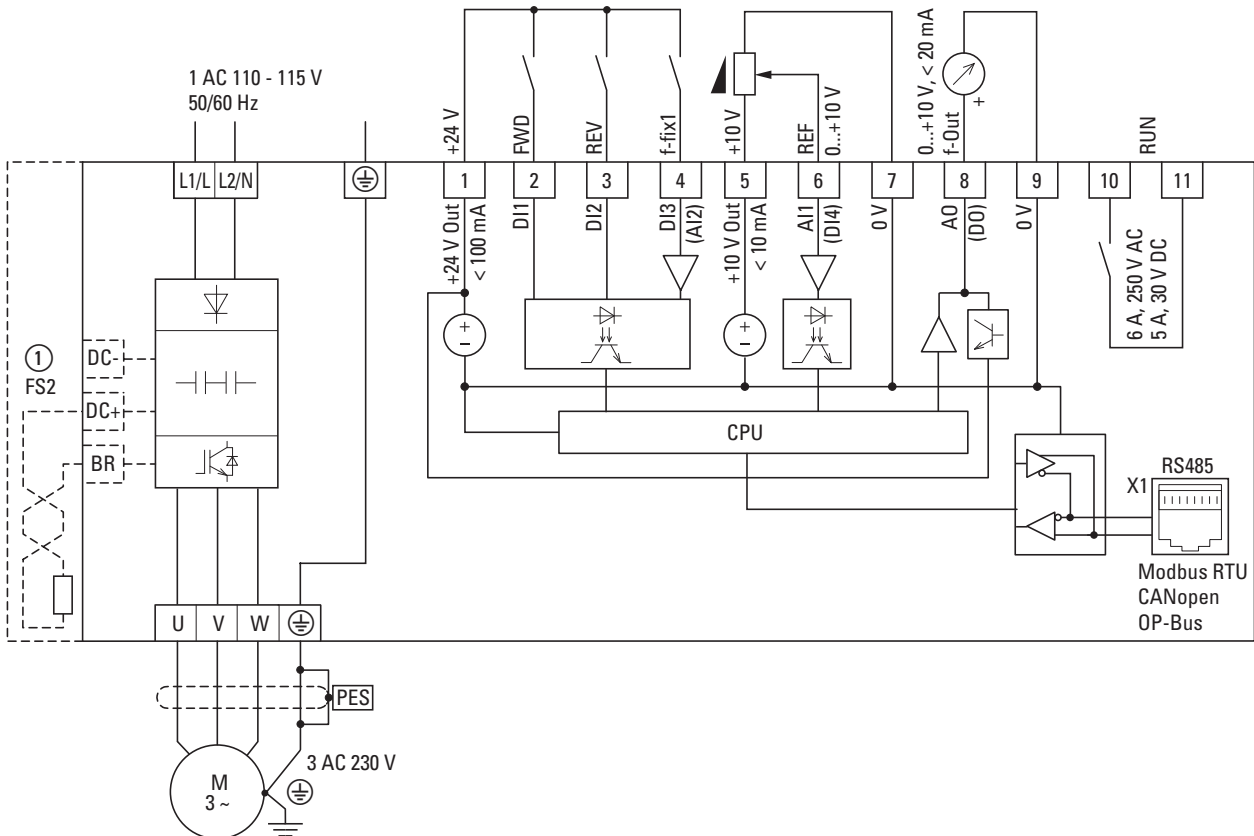 1 AC 110 - 115 V
50/60 Hz
+24 V
FWD
REV
f-fix1
+10 V
REF
0...+10 V
0...+10 V, < 20 mA
f-Out
+
RUN
L1/L
L2/N
1
2
3
4
5
6
7
8
9
10
11
+24 V Out
< 100 mA
DI1
DI2
DI3
(AI2)
+10 V Out
< 10 mA
AI1
(DI4)
0 V
AO
(DO)
0 V
6 A, 250 V AC
5 A, 30 V DC
+
-
+
-
1
FS2
DC-
DC+
BR
CPU
X1
RS485
Modbus RTU
CANopen
OP-Bus
U
V
W
PES
3 AC 230 V
M
3 ~